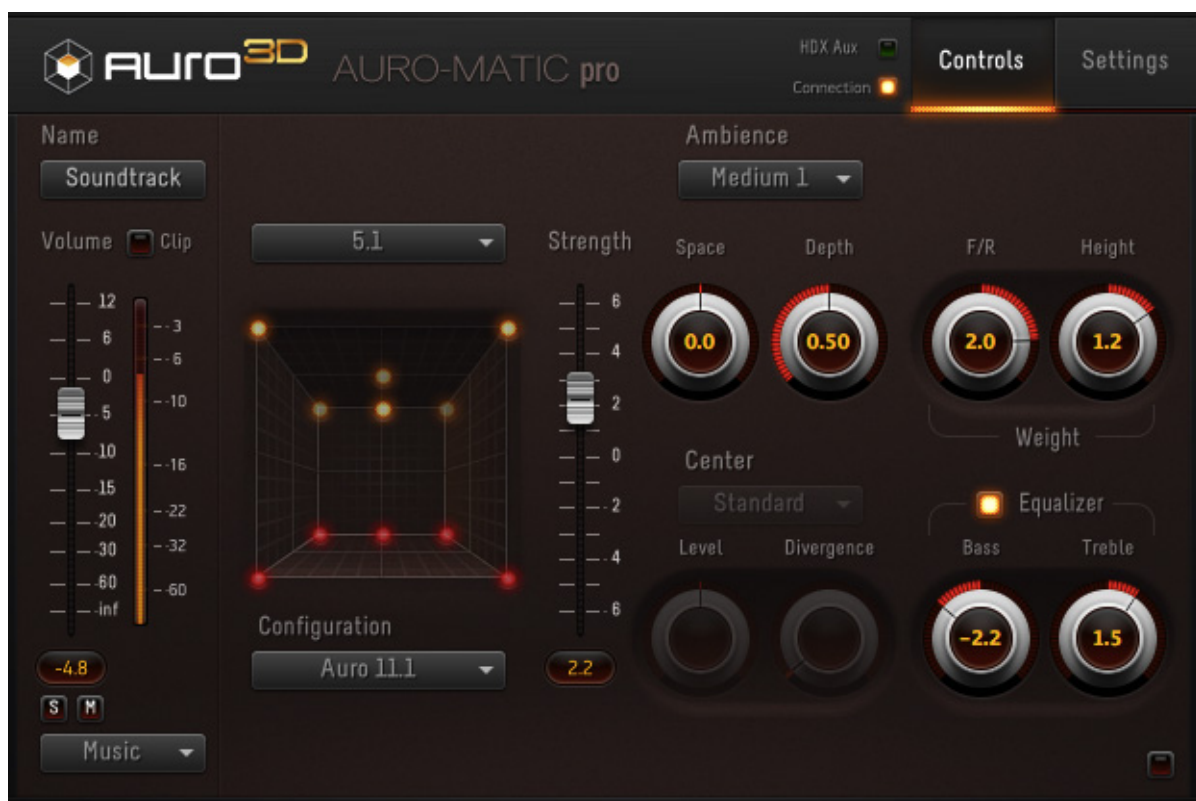 AURO 3D AURO-MATIC pro
HDX Aux
Connection
Controls
Settings
Name
Soundtrack
Volume
Clip
12
6
0
-5
-10
-15
-20
-30
-60
-inf
-3
-6
-10
-16
-22
-32
-60
-4.8
S M
Music
5.1
Configuration
Auro 11.1
Strength
6
4
2
0
2
4
6
2.2
Ambience
Medium 1
Space
Depth
F/R
Height
0.0
0.50
2.0
1.2
Weight
Center
Standard
Level
Divergence
Equalizer
Bass
Treble
-2.2
1.5